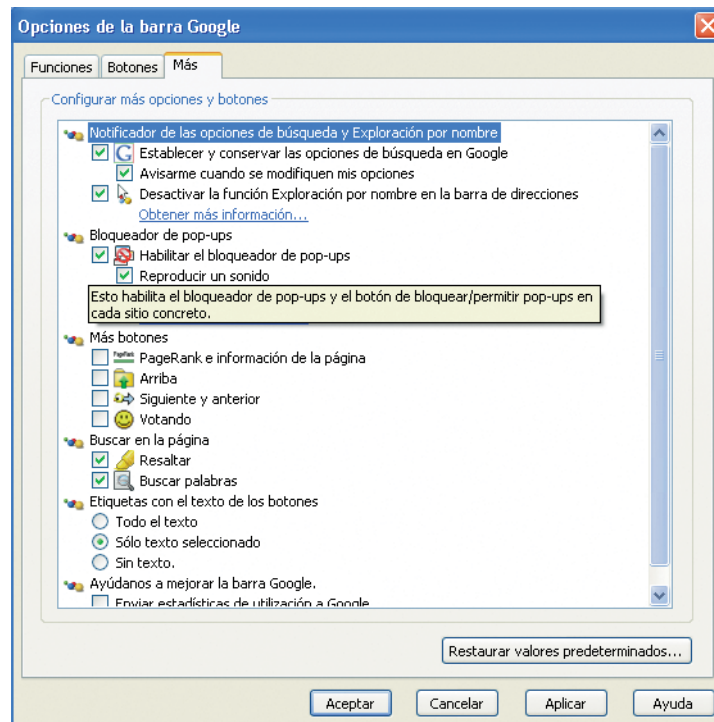 Opciones de la barra Google
Funciones Botones Más
Configurar más opciones y botones
Notificador de las opciones de búsqueda y Exploración por nombre
Establecer y conservar las opciones de búsqueda en Google
Avisarme cuando se modifiquen mis opciones
Desactivar la función Exploración por nombre en la barra de direcciones
Obtener más información...
Bloqueador de pop-ups
Habilitar el bloqueador de pop-ups
Reproducir un sonido
Esto habilita el bloqueador de pop-ups y el botón de bloquear/permitir pop-ups en
cada sitio concreto.
Más botones
PageRank PageRank e información de la página
Arriba
Siguiente y anterior
Votando
Buscar en la página
Resaltar
Buscar palabras
Etiquetas con el texto de los botones
Todo el texto
Sólo texto seleccionado
Sin texto.
Ayúdanos a mejorar la barra Google.
Enviar estadísticas de utilización a Google
Restaurar valores predeterminados...
Aceptar Cancelar Aplicar Ayuda